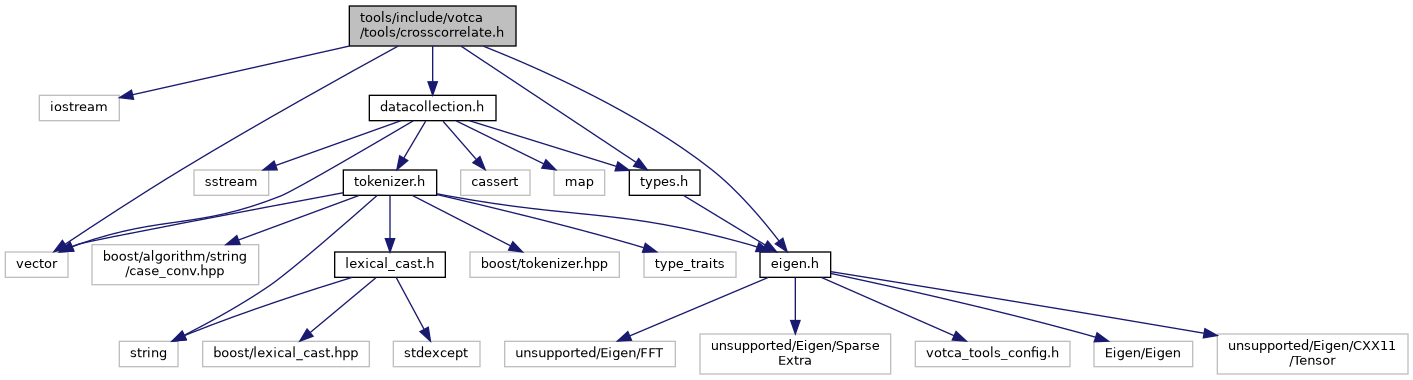 tools/include/votca
/tools/crosscorrelate.h
iostream
datacollection.h
sstream
tokenizer.h
cassert
map
types.h
vector
boost/algorithm/string
/case_conv.hpp
lexical_cast.h
boost/tokenizer.hpp
type_traits
eigen.h
string
boost/lexical_cast.hpp
stdexcept
unsupported/Eigen/FFT
unsupported/Eigen/Sparse
Extra
votca_tools_config.h
Eigen/Eigen
unsupported/Eigen/CXX11
/Tensor